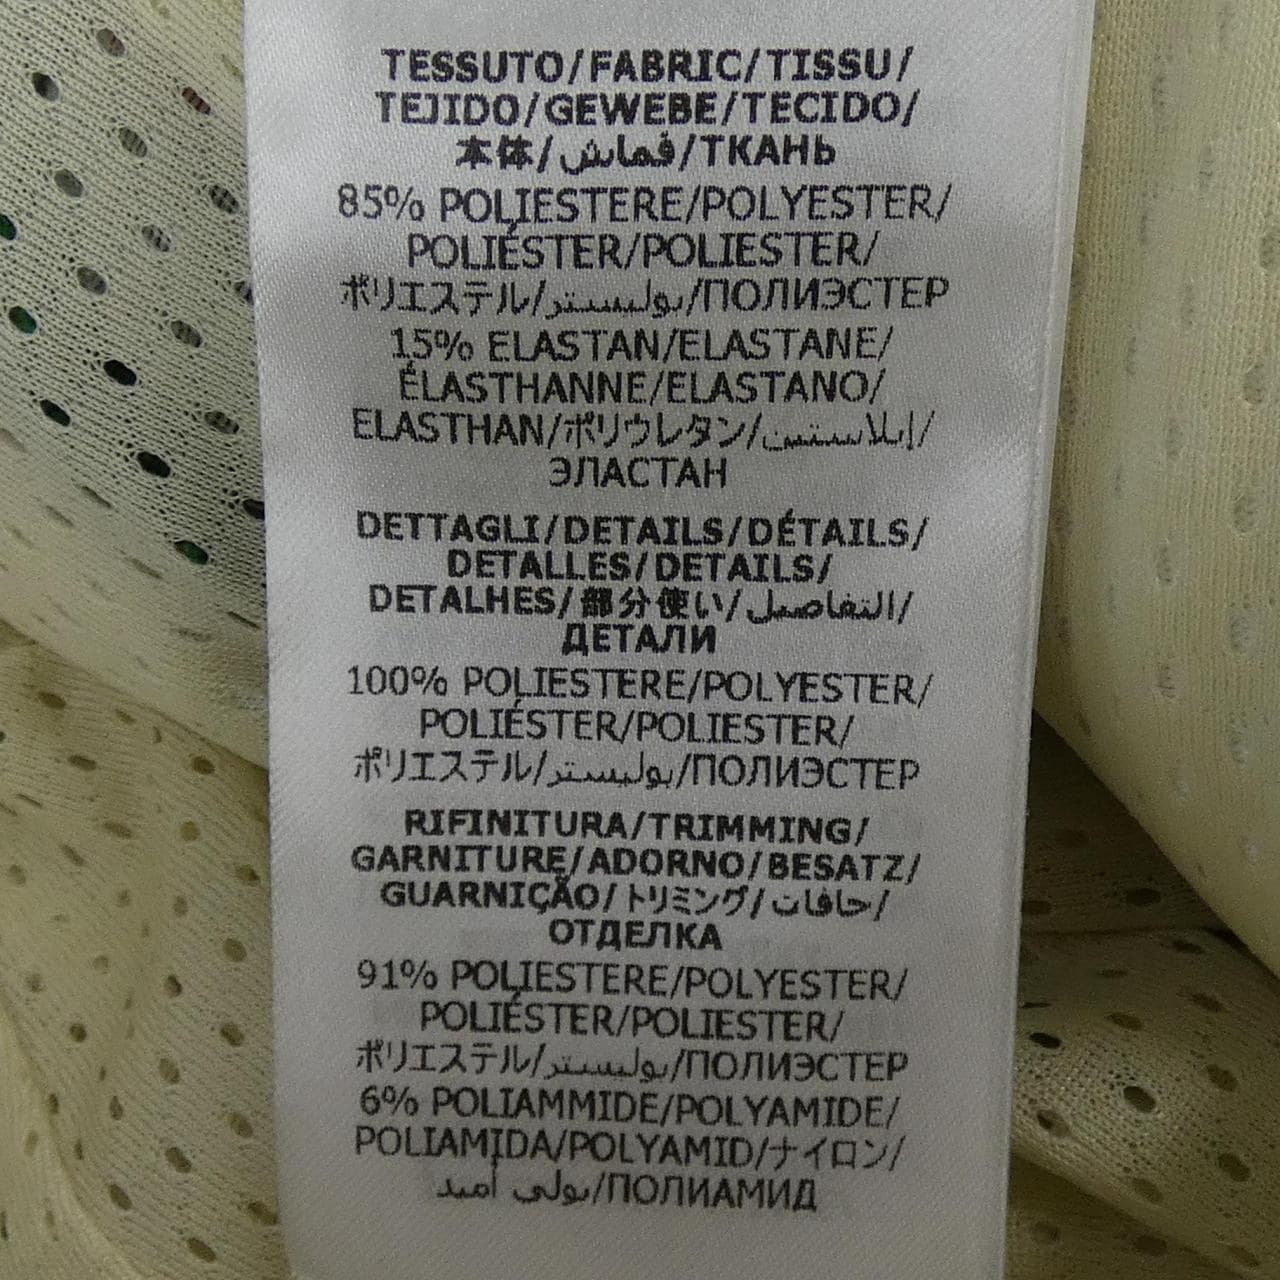 TESSUTO/FABRIC/TISSU/
TEJIDO/GEWEBE/TECIDO/
本体/قماش/ТКАНЬ
85% POLIESTERE/POLYESTER/
POLIÉSTER/POLIESTER/
ポリエステル/بوليستر/ПОЛИЭСТЕР
15% ELASTAN/ELASTANE/
ÉLASTHANNE/ELASTANO/
ELASTHAN/ポリウレタン/إيلاستين/
ЭЛАСТАН
DETTAGLI/DETAILS/DÉTAILS/
DETALLES/DETAILS/
DETALHES/部分使い/التفاصيل/
ДЕТАЛИ
100% POLIESTERE/POLYESTER/
POLIÉSTER/POLIESTER/
ポリエステル/بوليستر/ПОЛИЭСТЕР
RIFINITURA/TRIMMING/
GARNITURE/ADORNO/BESATZ/
GUARNIÇÃO/トリミング/حافات/
ОТДЕЛКА
91% POLIESTERE/POLYESTER/
POLIÉSTER/POLIESTER/
ポリエステル/بوليستر/ПОЛИЭСТЕР
6% POLIAMMIDE/POLYAMIDE/
POLIAMIDA/POLYAMID/ナイロン/
بولي أميد/ПОЛИАМИД